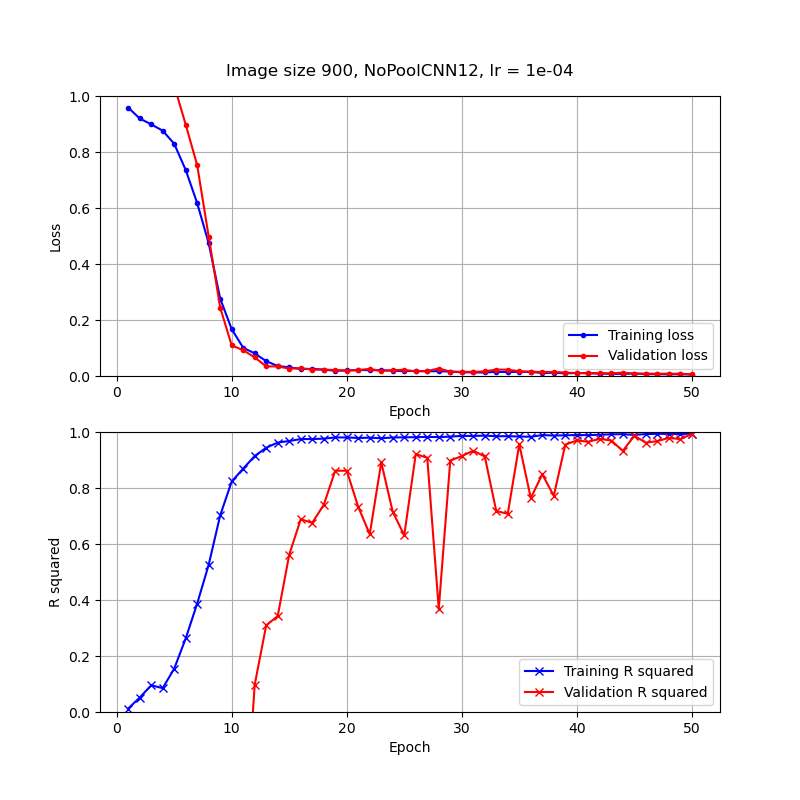 Image size 900, NoPoolCNN12, lr = 1e-04
1.0
0.8
0.6
0.4
0.2
0.0
Loss
Training loss
Validation loss
0 10 20 30 40 50
Epoch
1.0
0.8
0.6
0.4
0.2
0.0
R squared
Training R squared
Validation R squared
0 10 20 30 40 50
Epoch